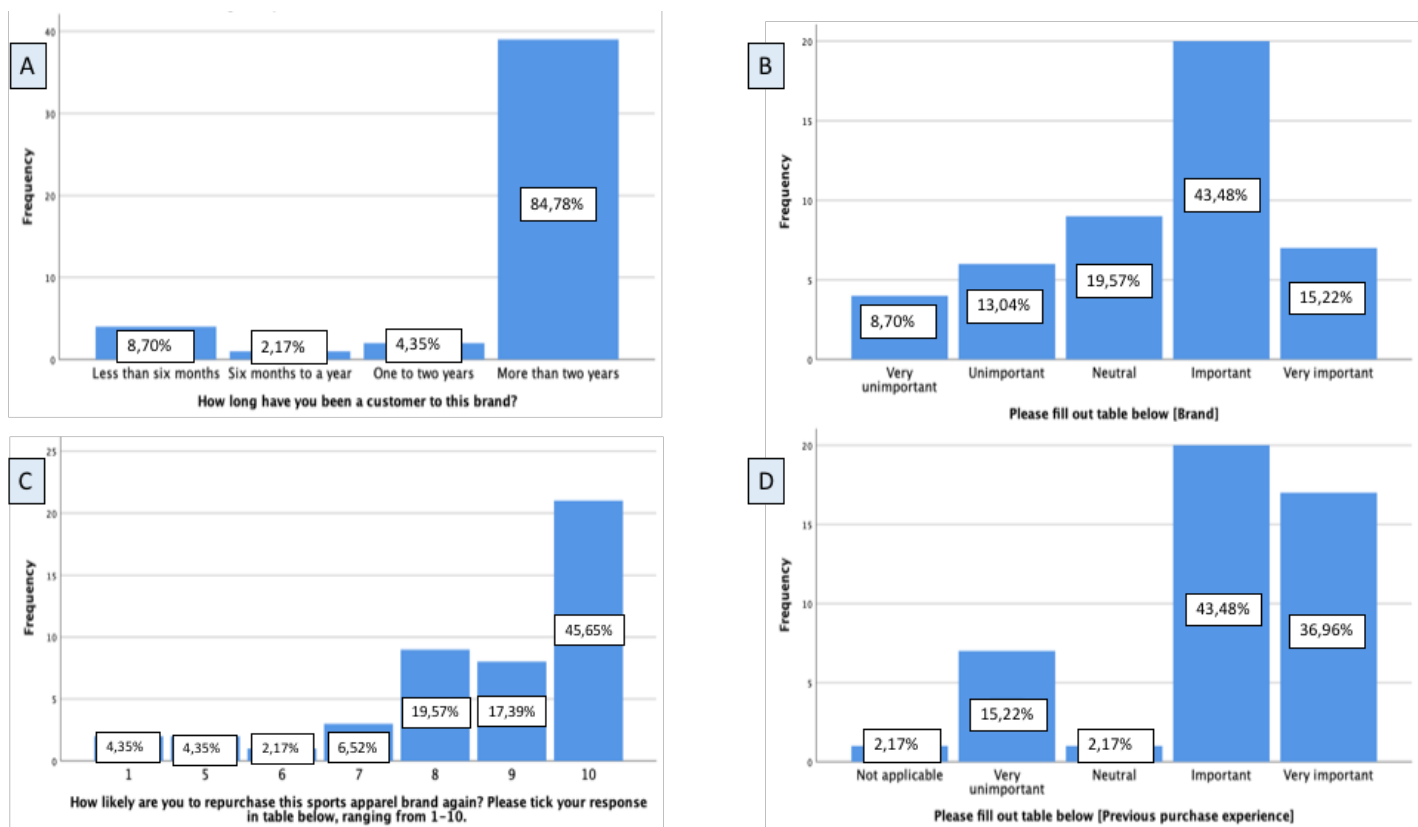 A
40
30
20
10
0
Frequency
8,70%
2,17%
4,35%
84,78%
Less than six months
Six months to a year
One to two years
More than two years
How long have you been a customer to this brand?
B
20
15
10
5
0
Frequency
8,70%
13,04%
19,57%
43,48%
15,22%
Very
unimportant
Unimportant
Neutral
Important
Very important
Please fill out table below [Brand]
C
25
20
15
10
5
0
Frequency
4,35%
4,35%
2,17%
6,52%
19,57%
17,39%
45,65%
1
5
6
7
8
9
10
How likely are you to repurchase this sports apparel brand again? Please tick your response
in table below, ranging from 1-10.
D
20
15
10
5
0
Frequency
2,17%
15,22%
2,17%
43,48%
36,96%
Not applicable
Very
unimportant
Neutral
Important
Very important
Please fill out table below [Previous purchase experience]